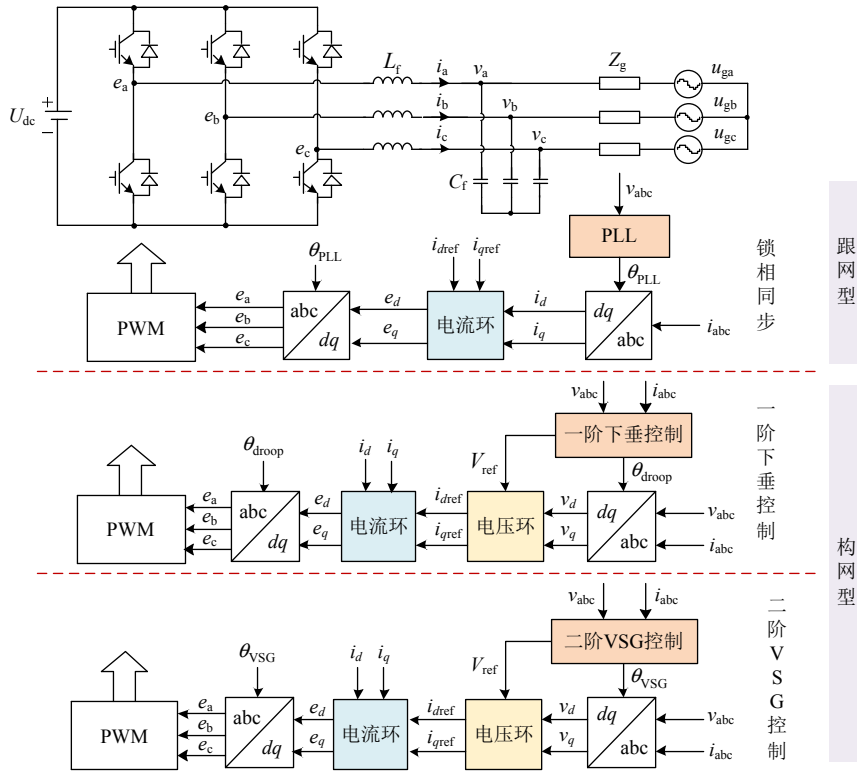 U_dc
+
−
e_a
e_b
e_c
L_f
i_a
i_b
i_c
v_a
v_b
v_c
C_f
Z_g
u_ga
u_gb
u_gc
v_abc
PLL
θ_PLL
θ_PLL
i_dref i_qref
PWM
e_a
e_b
e_c
abc
dq
e_d
e_q
电流环
i_d
i_q
dq
abc
i_abc
锁相同步
跟网型
v_abc i_abc
一阶下垂控制
V_ref
θ_droop
θ_droop
i_d i_q
PWM
e_a
e_b
e_c
abc
dq
e_d
e_q
电流环
i_dref
i_qref
电压环
v_d
v_q
dq
abc
v_abc
i_abc
一阶下垂控制
构网型
v_abc i_abc
二阶VSG控制
V_ref
θ_VSG
θ_VSG
i_d i_q
PWM
e_a
e_b
e_c
abc
dq
e_d
e_q
电流环
i_dref
i_qref
电压环
v_d
v_q
dq
abc
v_abc
i_abc
二阶VSG控制